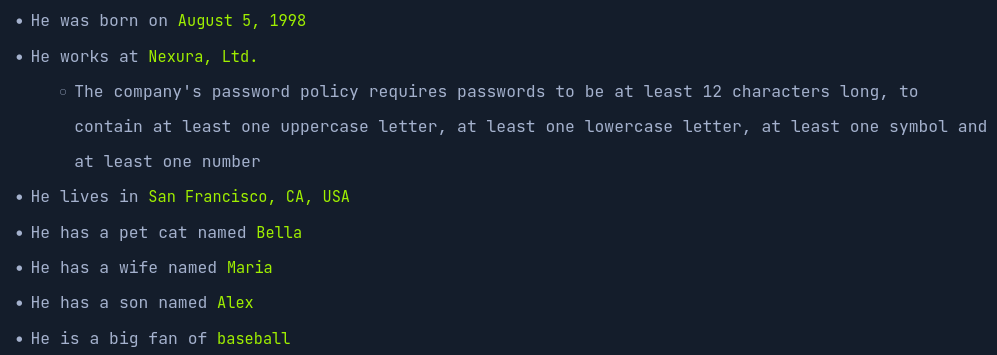 • He was born on August 5, 1998
• He works at Nexura, Ltd.
○ The company's password policy requires passwords to be at least 12 characters long, to
contain at least one uppercase letter, at least one lowercase letter, at least one symbol and
at least one number
• He lives in San Francisco, CA, USA
• He has a pet cat named Bella
• He has a wife named Maria
• He has a son named Alex
• He is a big fan of baseball